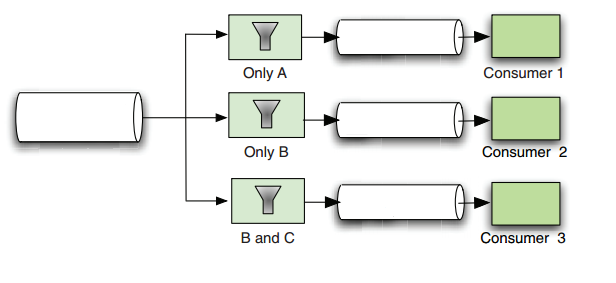 Only A
Consumer 1
Only B
Consumer 2
B and C
Consumer 3